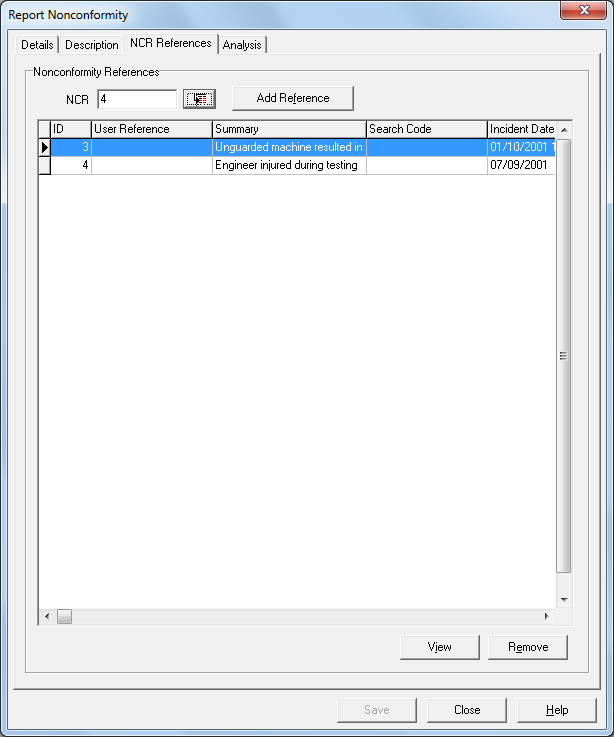 Report Nonconformity
Details Description NCR References Analysis
Nonconformity References
NCR 4 Add Reference
ID User Reference Summary Search Code Incident Date
3 Unguarded machine resulted in 01/10/2001 1
4 Engineer injured during testing 07/09/2001
View Remove
Save Close Help